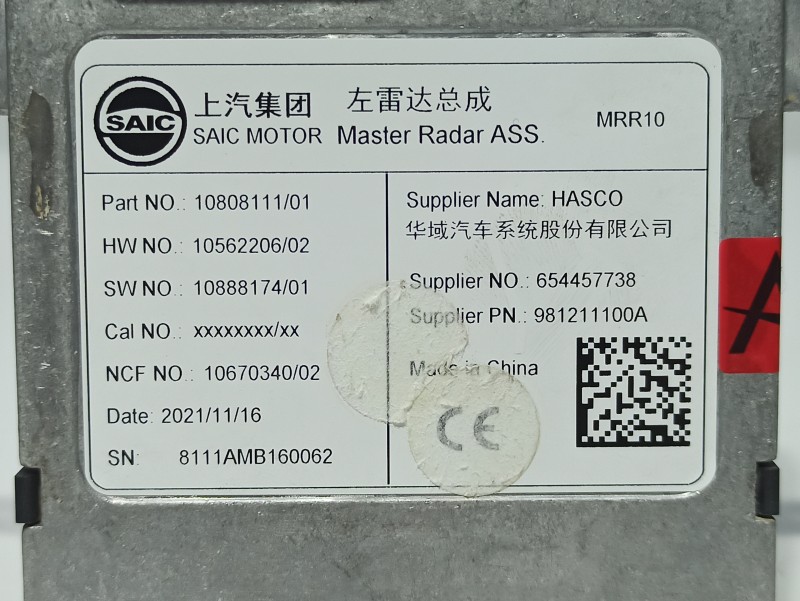 SAIC
上汽集团
SAIC MOTOR
左雷达总成
Master Radar ASS.
MRR10
Part NO.: 10808111/01
HW NO.: 10562206/02
SW NO.: 10888174/01
Cal NO.: xxxxxxxx/xx
NCF NO.: 10670340/02
Date: 2021/11/16
SN: 8111AMB160062
Supplier Name: HASCO
华域汽车系统股份有限公司
Supplier NO.: 654457738
Supplier PN.: 981211100A
Made in China
CE
A